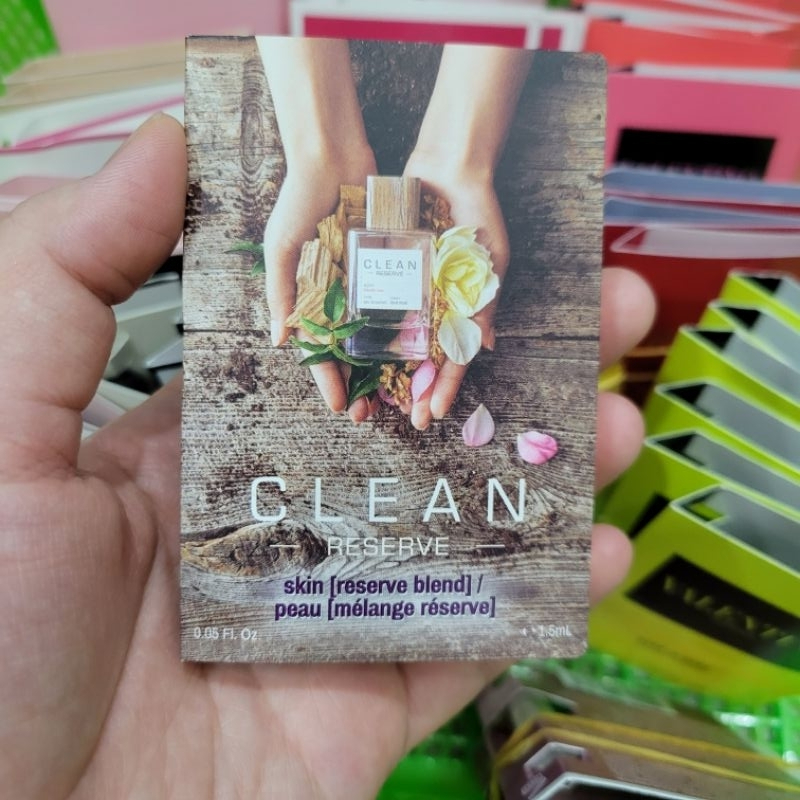 CLEAN
RESERVE
CLEAN
— RESERVE —
skin [reserve blend] /
peau [mélange réserve]
0.05 Fl. Oz
1.5mL